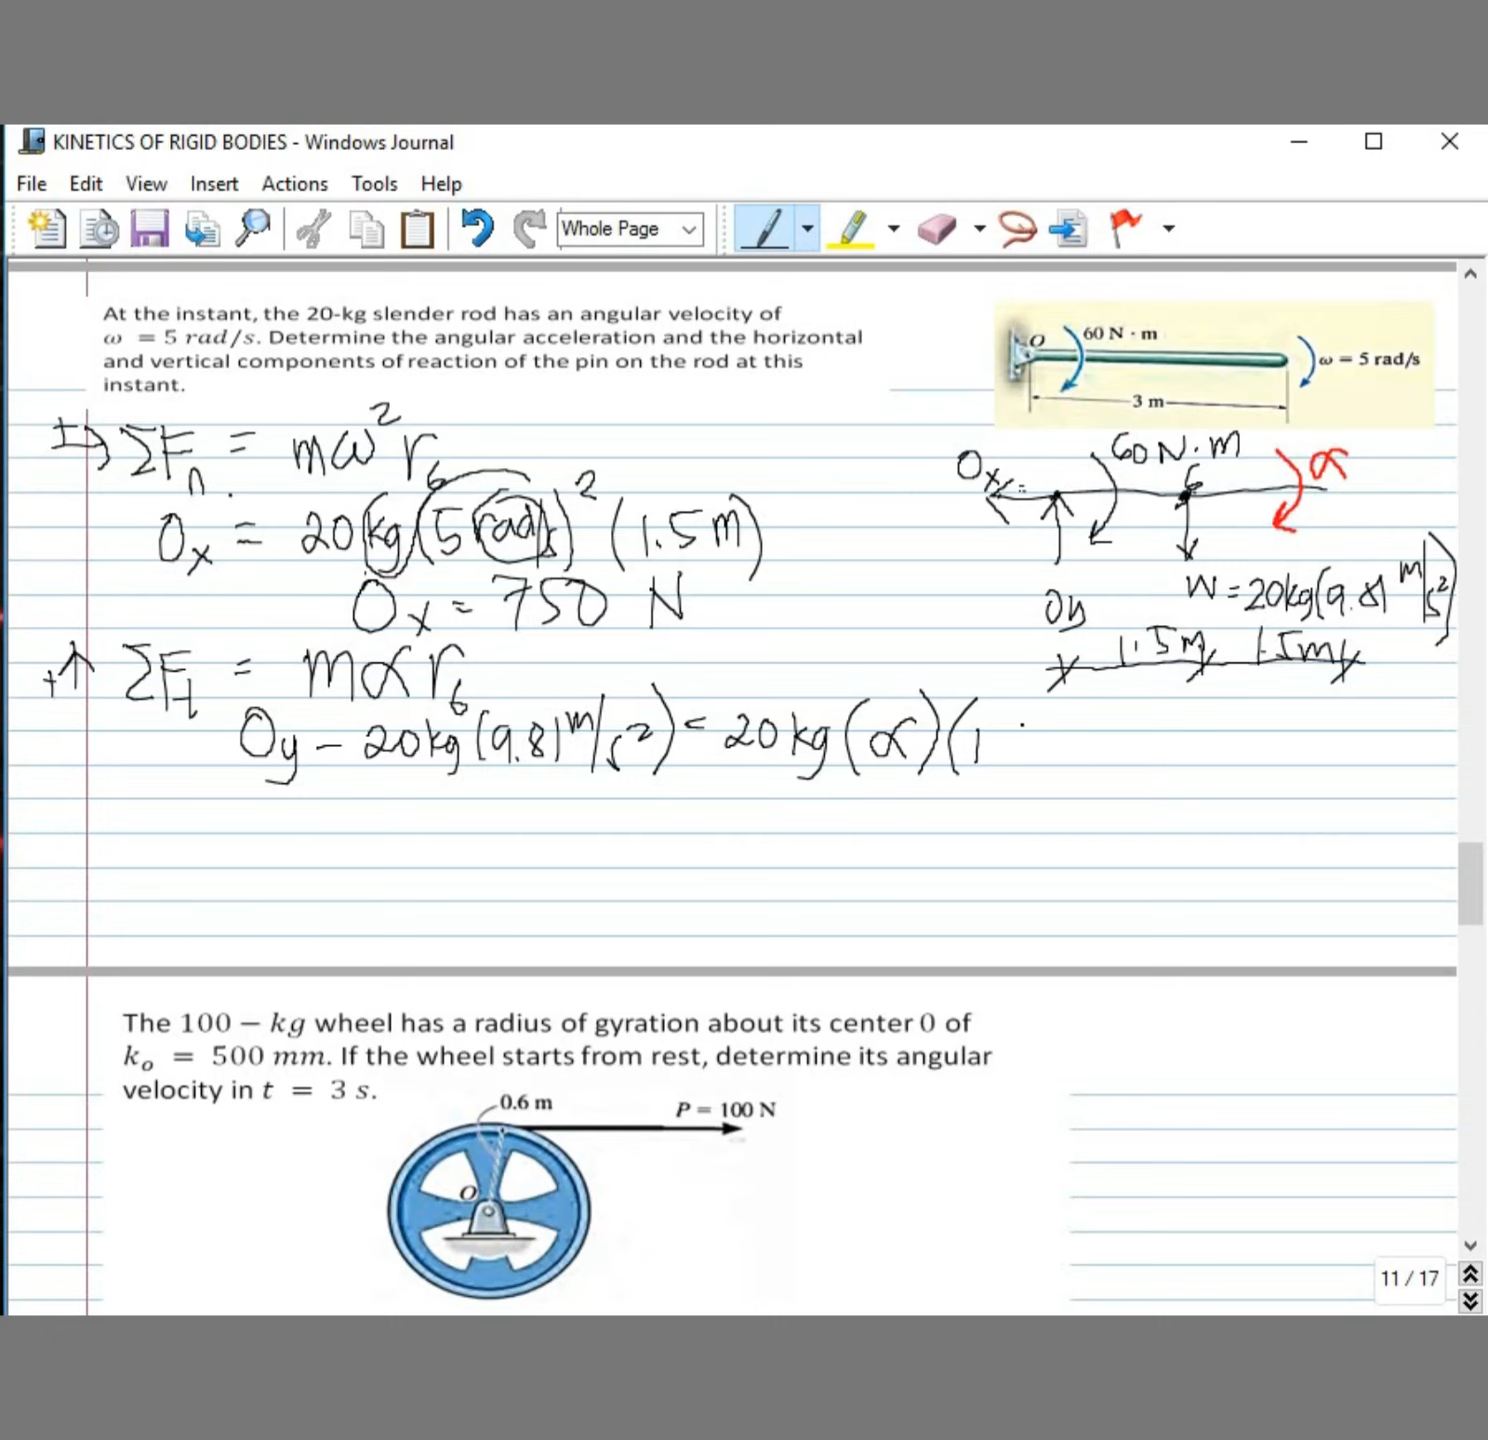 KINETICS OF RIGID BODIES - Windows Journal
File Edit View Insert Actions Tools Help
Whole Page
At the instant, the 20-kg slender rod has an angular velocity of
ω = 5 rad/s. Determine the angular acceleration and the horizontal
and vertical components of reaction of the pin on the rod at this
instant.
O
60 N · m
ω = 5 rad/s
3 m
+→ ΣFn = mω² rG
Ox = 20kg(5 rad/s)² (1.5m)
Ox = 750 N
+↑ ΣFt = mαrG
Oy - 20kg(9.81 m/s²) = 20kg(α)(1
Ox
60 N·m
G
α
Oy
W = 20kg(9.81 m/s²)
1.5m 1.5m
The 100 – kg wheel has a radius of gyration about its center 0 of
kₒ = 500 mm. If the wheel starts from rest, determine its angular
velocity in t = 3 s.
0.6 m
P = 100 N
O
11 / 17